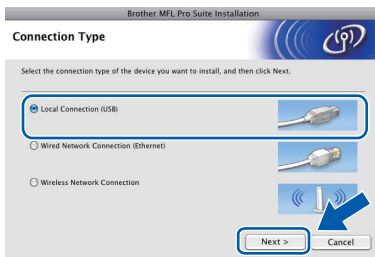 Brother MFL Pro Suite Installation
Connection Type
Select the connection type of the device you want to install, and then click Next.
Local Connection (USB)
Wired Network Connection (Ethernet)
Wireless Network Connection
Next >
Cancel